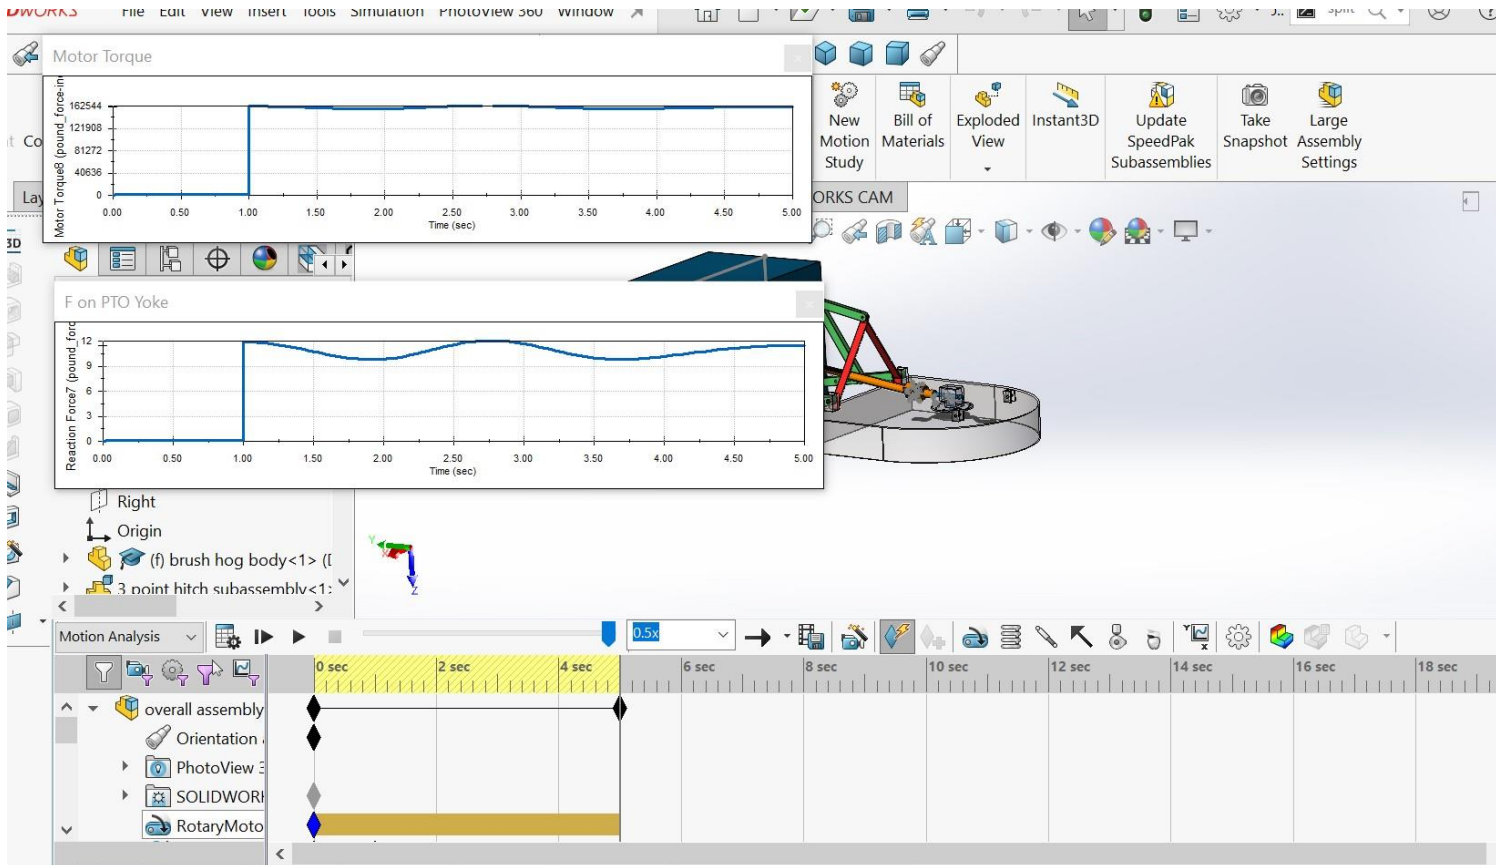 File Edit View Insert Tools Simulation PhotoView 360 Window
Motor Torque
162544
121908
81272
40636
0
Motor Torque8 (pound_force-in
0.00 0.50 1.00 1.50 2.00 2.50 3.00 3.50 4.00 4.50 5.00
Time (sec)
New Motion Study
Bill of Materials
Exploded View
Instant3D
Update SpeedPak Subassemblies
Take Snapshot
Large Assembly Settings
ORKS CAM
F on PTO Yoke
12
9
6
3
0
Reaction Force7 (pound_forc
0.00 0.50 1.00 1.50 2.00 2.50 3.00 3.50 4.00 4.50 5.00
Time (sec)
Right
Origin
(f) brush hog body<1> (
3 point hitch subassembly<1>
Y X Z
Motion Analysis
0.5x
0 sec 2 sec 4 sec 6 sec 8 sec 10 sec 12 sec 14 sec 16 sec 18 sec
overall assembly
Orientation
PhotoView 3
SOLIDWOR
RotaryMoto